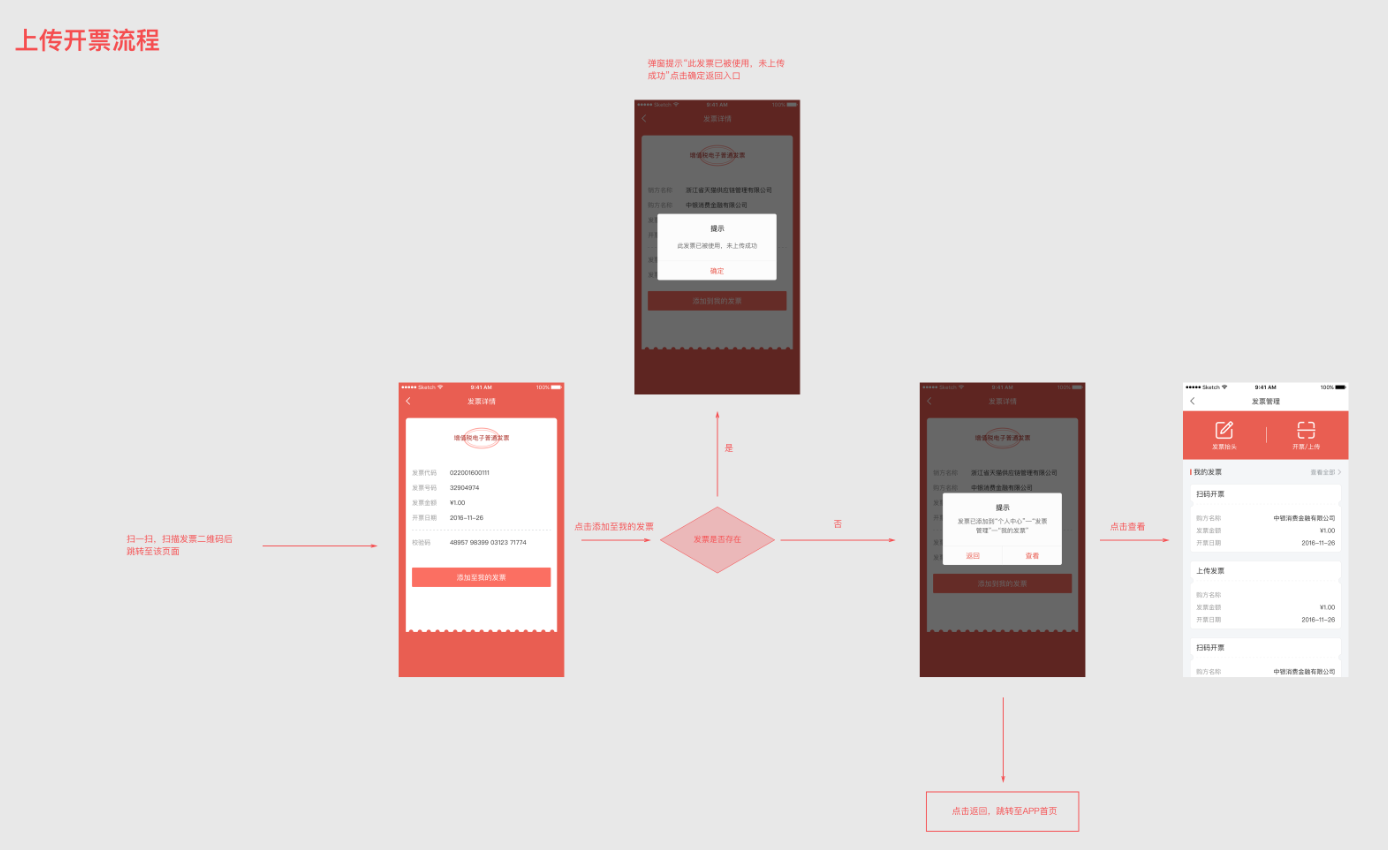 上传开票流程
弹窗提示“此发票已被使用，未上传
成功”点击确定返回入口
Sketch 9:41 AM 100%
发票详情
增值税电子普通发票
购方名称 浙江省天猫供应链管理有限公司
购方名称 中银消费金融有限公司
提示
此发票已被使用，未上传成功
确定
添加到我的发票
是
扫一扫，扫描发票二维码后
跳转至该页面
Sketch 9:41 AM 100%
发票详情
增值税电子普通发票
发票代码 022001600111
发票号码 32904974
发票金额 ¥1.00
开票日期 2016-11-26
校验码 48957 98399 03123 71774
添加至我的发票
点击添加至我的发票
发票是否存在
否
Sketch 9:41 AM 100%
发票详情
增值税电子普通发票
购方名称 浙江省天猫供应链管理有限公司
购方名称 中银消费金融有限公司
提示
发票已添加到“个人中心”—“发票
管理”—“我的发票”
返回 查看
添加到我的发票
点击返回，跳转至APP首页
点击查看
Sketch 9:41 AM 100%
发票管理
发票抬头 开票/上传
我的发票 查看全部
扫码开票
购方名称 中银消费金融有限公司
发票金额 ¥1.00
开票日期 2016-11-26
上传发票
购方名称
发票金额 ¥1.00
开票日期 2016-11-26
扫码开票
购方名称 中银消费金融有限公司